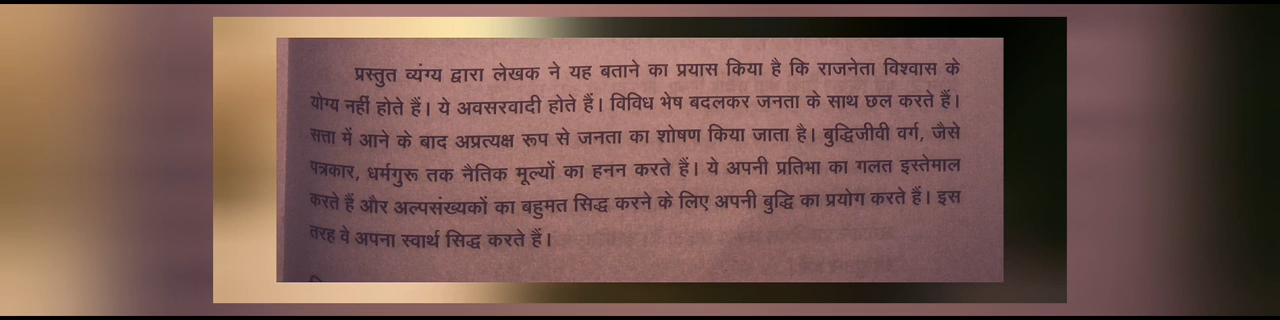 प्रस्तुत व्यंग्य द्वारा लेखक ने यह बताने का प्रयास किया है कि राजनेता विश्वास के
योग्य नहीं होते हैं। ये अवसरवादी होते हैं। विविध भेष बदलकर जनता के साथ छल करते हैं।
सत्ता में आने के बाद अप्रत्यक्ष रूप से जनता का शोषण किया जाता है। बुद्धिजीवी वर्ग, जैसे
पत्रकार, धर्मगुरू तक नैतिक मूल्यों का हनन करते हैं। ये अपनी प्रतिभा का गलत इस्तेमाल
करते हैं और अल्पसंख्यकों का बहुमत सिद्ध करने के लिए अपनी बुद्धि का प्रयोग करते हैं। इस
तरह वे अपना स्वार्थ सिद्ध करते हैं।